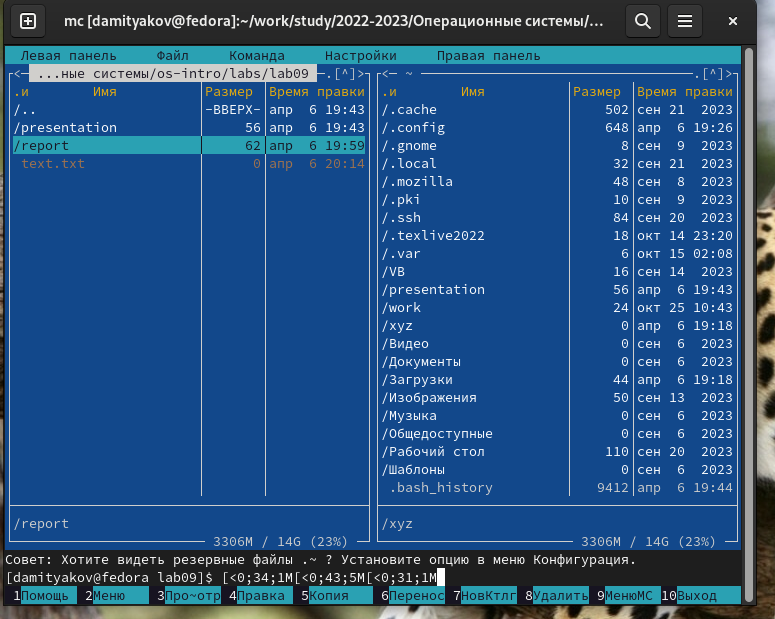 mc [damityakov@fedora]:~/work/study/2022-2023/Операционные системы/...
Левая панель Файл Команда Настройки Правая панель
<— ...ные системы/os-intro/labs/lab09 —.[^]>
.и Имя Размер Время правки
/.. -ВВЕРХ- апр 6 19:43
/presentation 56 апр 6 19:43
/report 62 апр 6 19:59
text.txt 0 апр 6 20:14
/report
3306M / 14G (23%)
<— ~ —.[^]>
.и Имя Размер Время правки
/.cache 502 сен 21 2023
/.config 648 апр 6 19:26
/.gnome 8 сен 9 2023
/.local 32 сен 21 2023
/.mozilla 48 сен 8 2023
/.pki 10 сен 9 2023
/.ssh 84 сен 20 2023
/.texlive2022 18 окт 14 23:20
/.var 6 окт 15 02:08
/VB 16 сен 14 2023
/presentation 56 апр 6 19:43
/work 24 окт 25 10:43
/xyz 0 апр 6 19:18
/Видео 0 сен 6 2023
/Документы 0 сен 6 2023
/Загрузки 44 апр 6 19:18
/Изображения 50 сен 13 2023
/Музыка 0 сен 6 2023
/Общедоступные 0 сен 6 2023
/Рабочий стол 110 сен 20 2023
/Шаблоны 0 сен 6 2023
.bash_history 9412 апр 6 19:44
/xyz
3306M / 14G (23%)
Совет: Хотите видеть резервные файлы .~ ? Установите опцию в меню Конфигурация.
[damityakov@fedora lab09]$ [<0;34;1M[<0;43;5M[<0;31;1M
1Помощь 2Меню 3Про~отр 4Правка 5Копия 6Перенос 7НовКтлг 8Удалить 9МенюМС 10Выход